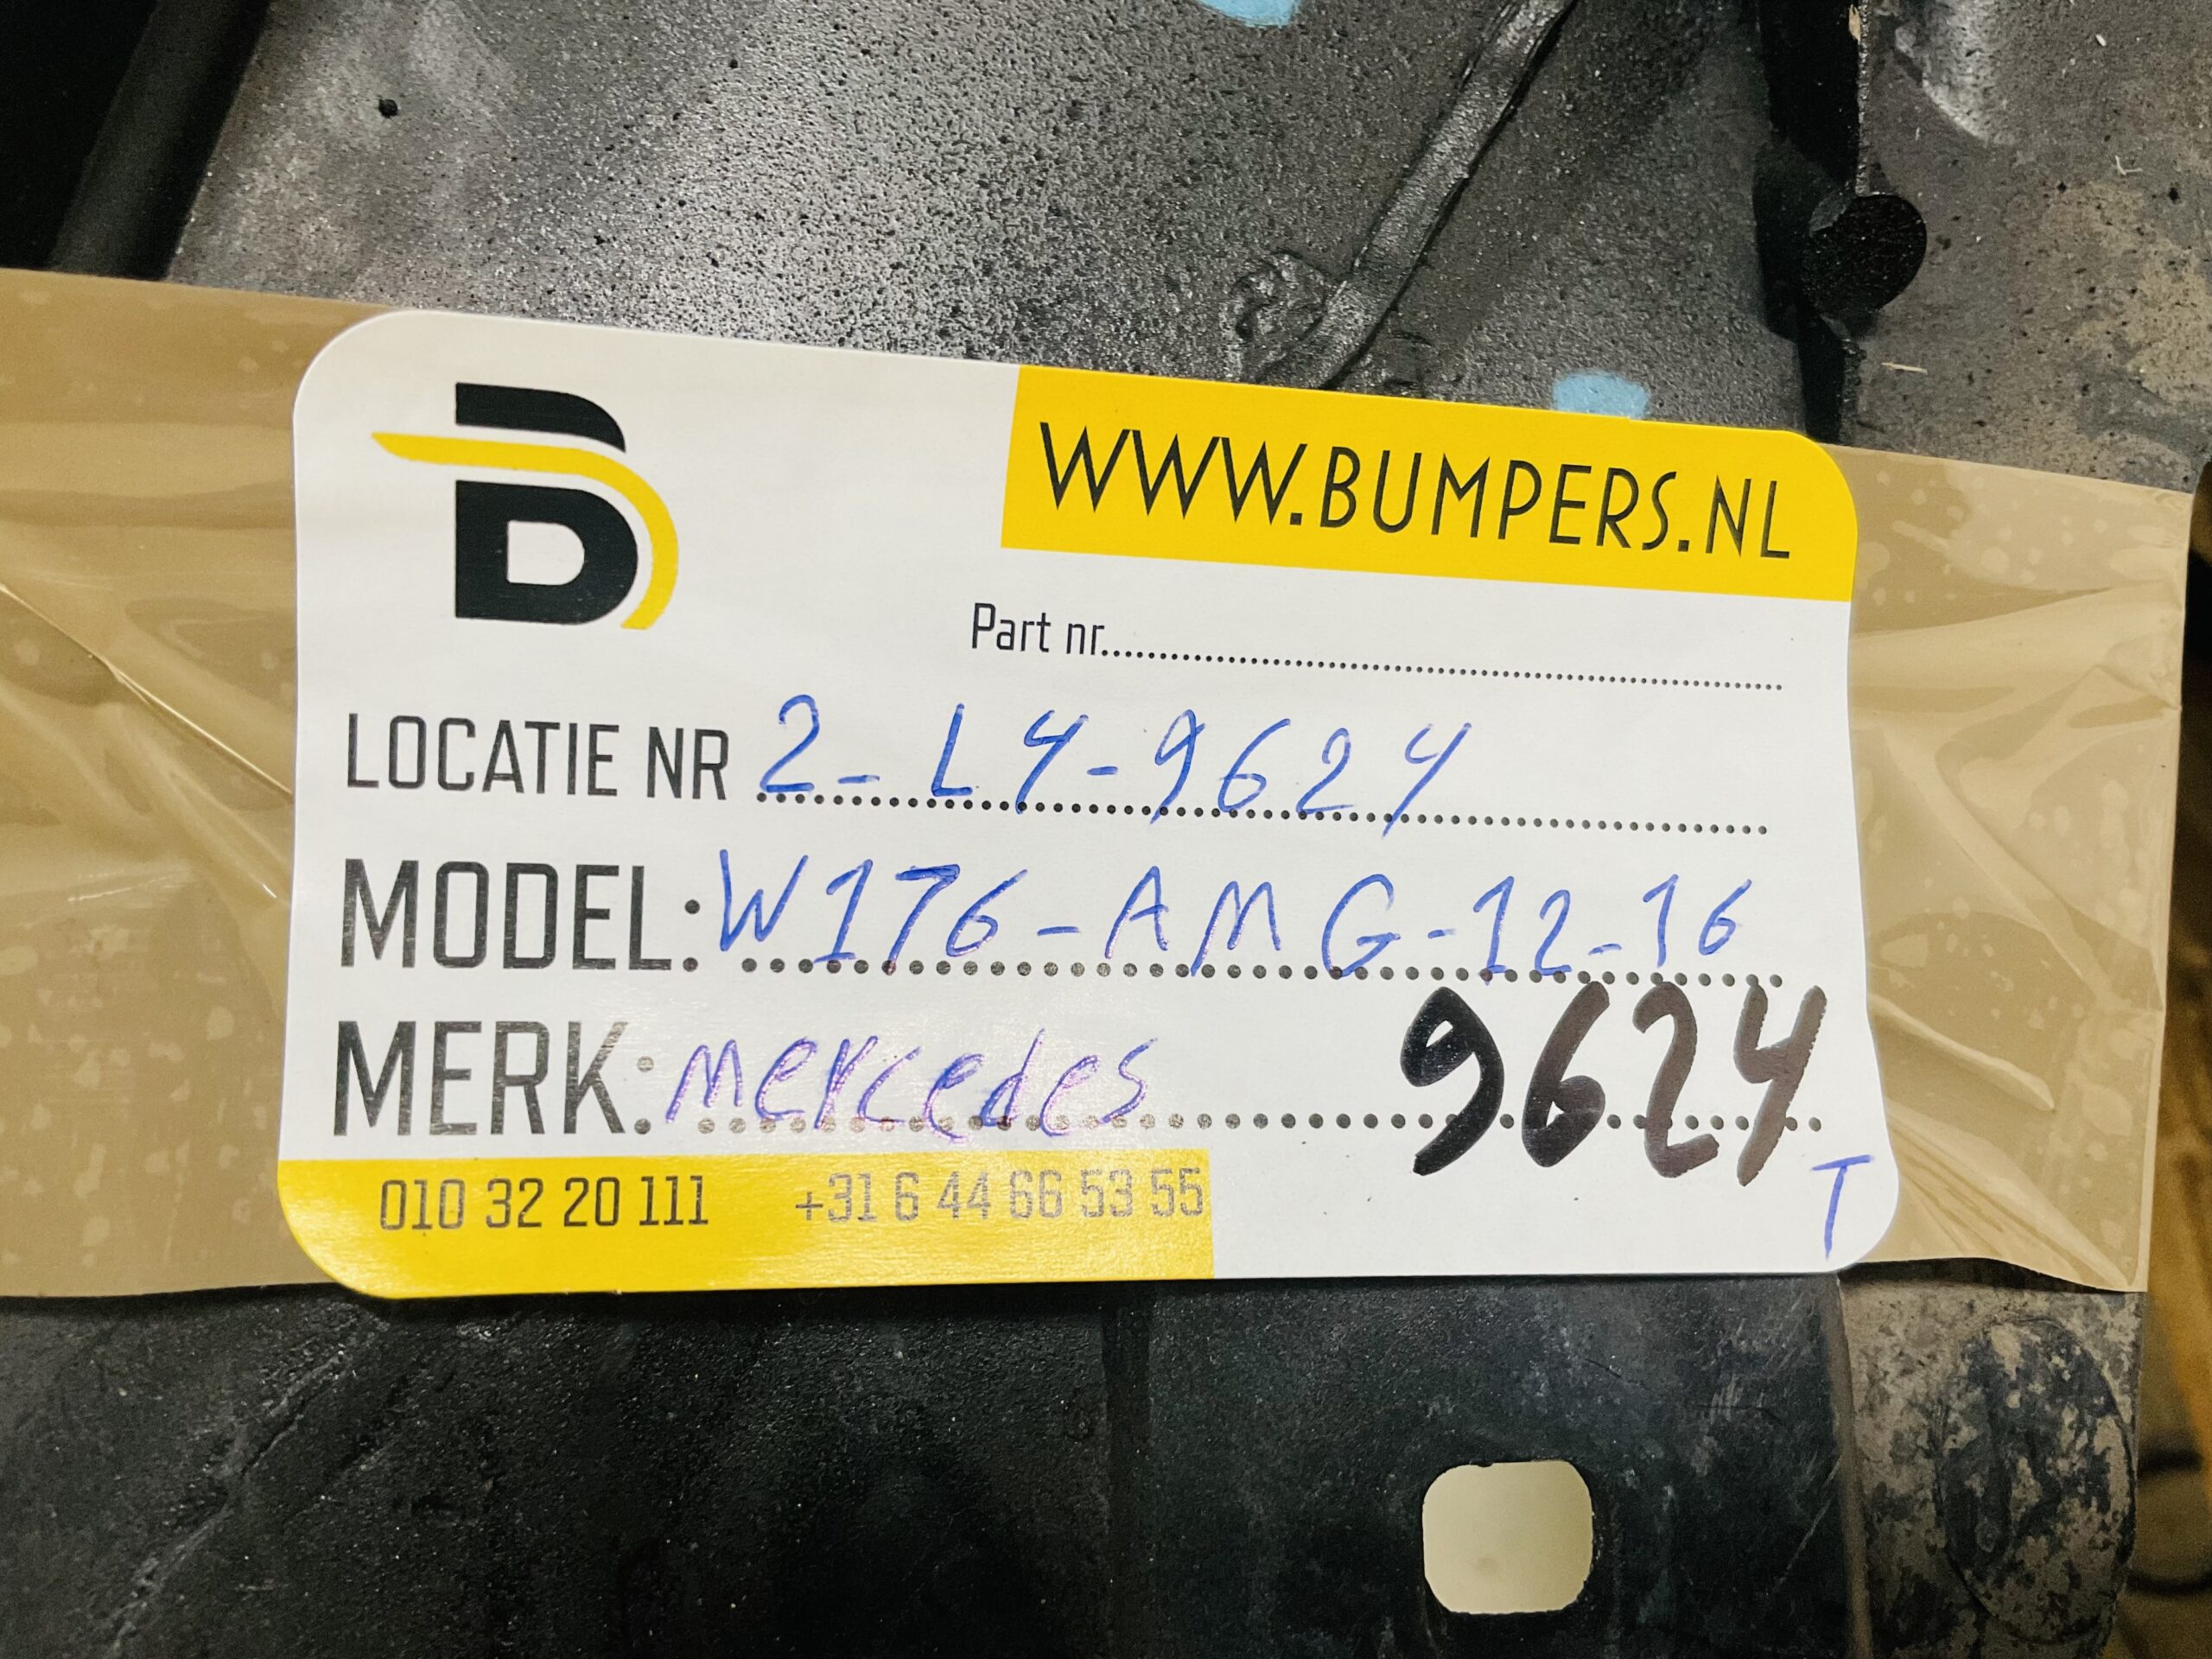 B
WWW.BUMPERS.NL
Part nr..........
LOCATIE NR 2-L4-9624
MODEL: W176-AMG-12-16
MERK: Mercedes
9624
T
010 32 20 111 +31 6 44 66 53 55